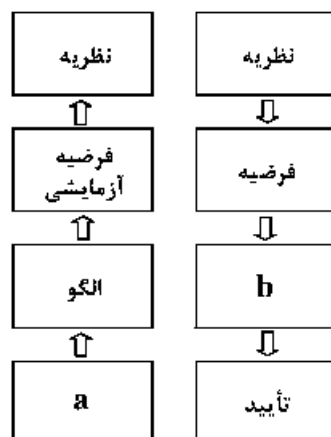 نظریه
نظریه
فرضیه
آزمایشی
فرضیه
الگو
b
a
تأیید